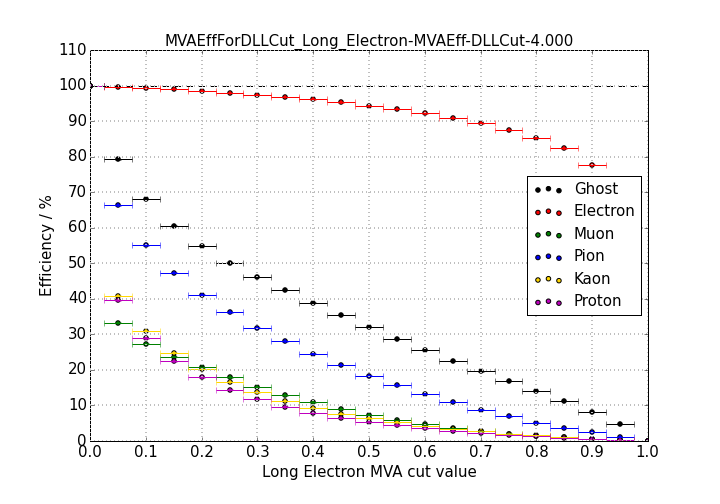 MVAEffForDLLCut_Long_Electron-MVAEff-DLLCut-4.000
110
100
90
80
70
60
50
40
30
20
10
0
Efficiency / %
Ghost
Electron
Muon
Pion
Kaon
Proton
0.0 0.1 0.2 0.3 0.4 0.5 0.6 0.7 0.8 0.9 1.0
Long Electron MVA cut value